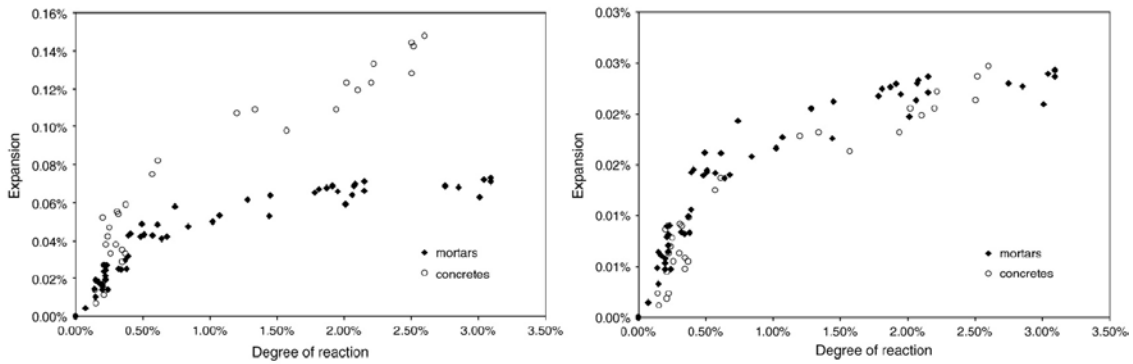 0.16%
0.14%
0.12%
0.10%
0.08%
0.06%
0.04%
0.02%
0.00%
Expansion
0.00% 0.50% 1.00% 1.50% 2.00% 2.50% 3.00% 3.50%
Degree of reaction
mortars
concretes
0.03%
0.03%
0.02%
0.02%
0.01%
0.01%
0.00%
Expansion
0.00% 0.50% 1.00% 1.50% 2.00% 2.50% 3.00% 3.50%
Degree of reaction
mortars
concretes